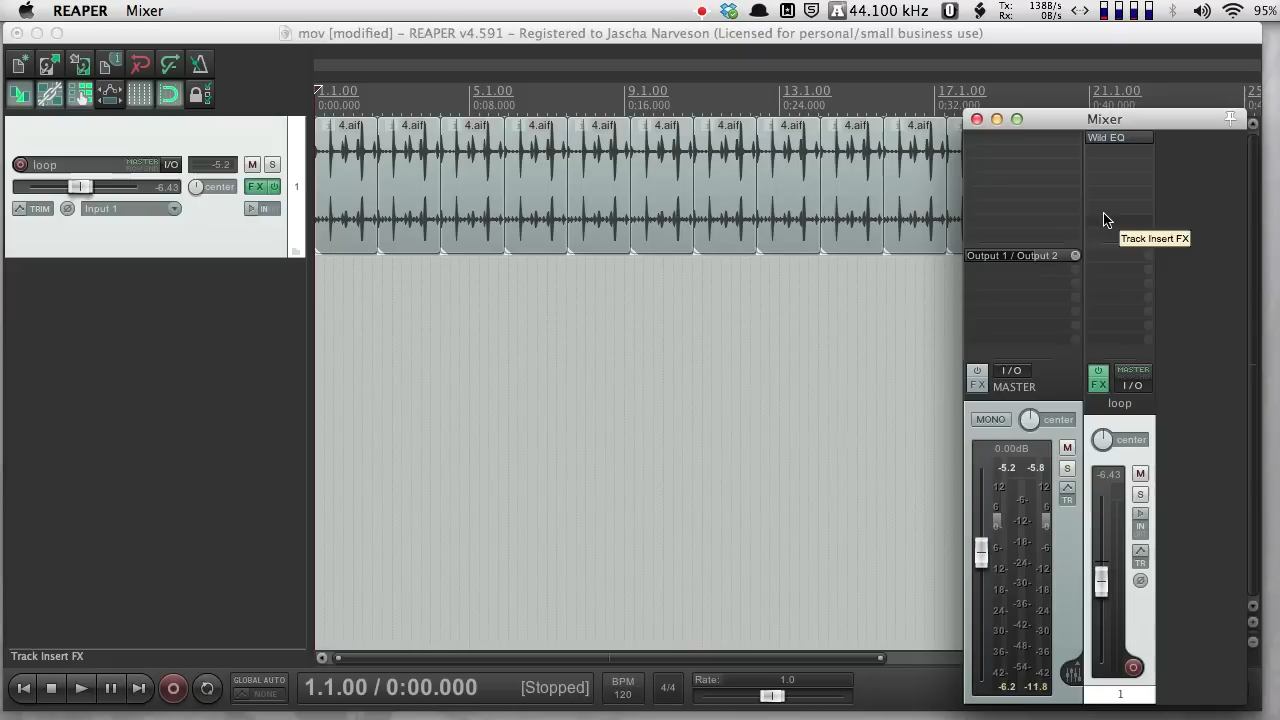 REAPER Mixer
44.100 kHz
Tx: 138B/s
Rx: 0B/s
95%
mov [modified] - REAPER v4.591 - Registered to Jascha Narveson (Licensed for personal/small business use)
1.1.00 5.1.00 9.1.00 13.1.00 17.1.00 21.1.00 25
0:00.000 0:08.000 0:16.000 0:24.000 0:32.000 0:40.000
4.aif 4.aif 4.aif 4.aif 4.aif 4.aif 4.aif 4.aif 4.aif 4.aif
loop MASTER I/O -5.2 M S
-6.43 center FX 1
TRIM Input 1 IN
Mixer
Wild EQ
Track Insert FX
Output 1 / Output 2
FX I/O MASTER
FX MASTER I/O
loop
MONO center
center
0.00dB
-5.2 -5.8
M
S
TR
-6.43
M
S
IN
TR
12 12
6 -6- 6
0 -12- 0
6- -18- -6
12- -24- 12
18- -30- 18
24- -36- 24
30- -42- 30
36- -48- 36
42- -54- 42
-6.2 -11.8
1
Track Insert FX
GLOBAL AUTO
NONE
1.1.00 / 0:00.000 [Stopped]
BPM
120
4/4
Rate: 1.0